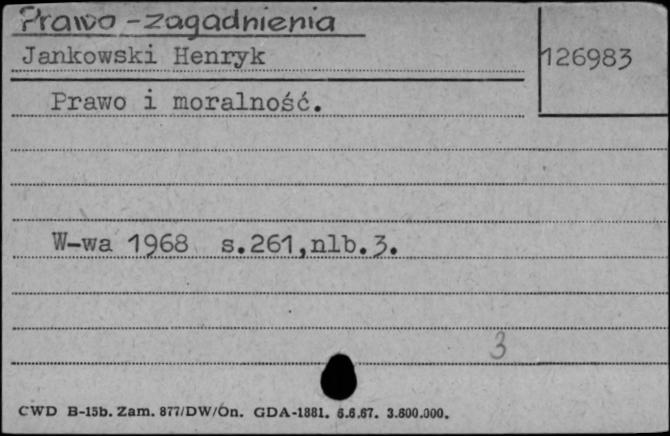 Prawo - zagadnienia
Jankowski Henryk
126983
Prawo i moralność.
W-wa 1968 s.261,nlb.3.
3
CWD B-15b. Zam. 877/DW/On. GDA-1881. 6.6.67. 3.600.000.